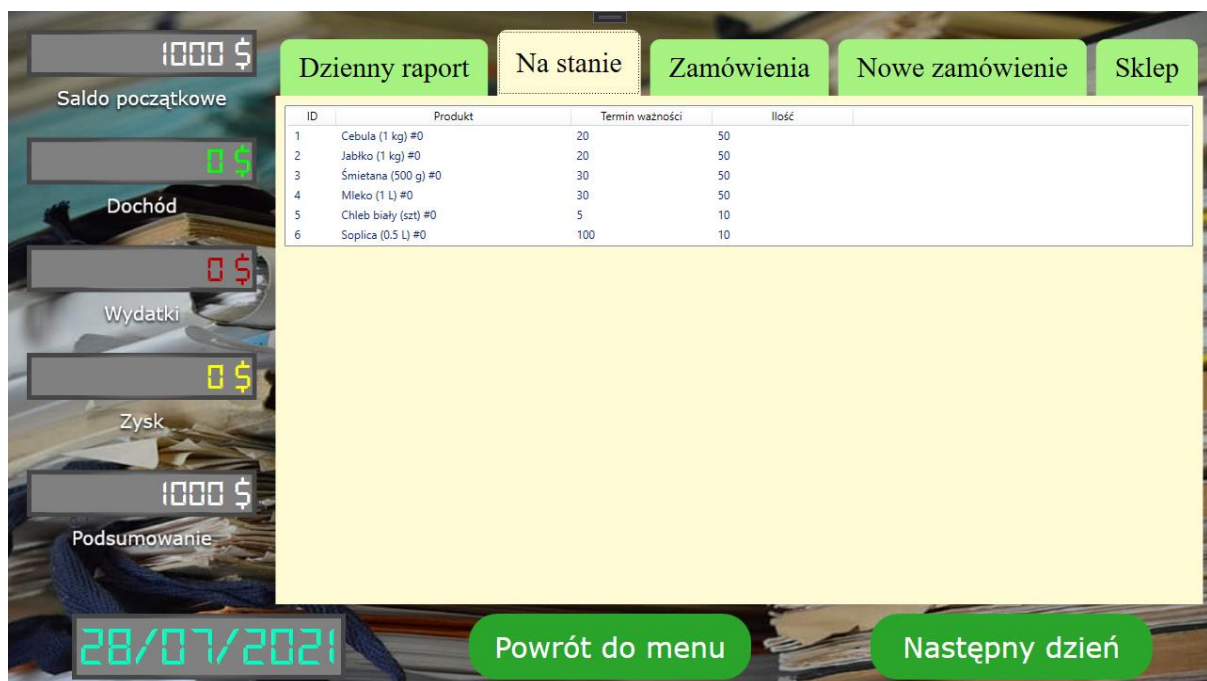 1000 $
Saldo początkowe
0 $
Dochód
0 $
Wydatki
0 $
Zysk
1000 $
Podsumowanie
28/07/2021
Dzienny raport Na stanie Zamówienia Nowe zamówienie Sklep
ID Produkt Termin ważności Ilość
1 Cebula (1 kg) #0 20 50
2 Jabłko (1 kg) #0 20 50
3 Śmietana (500 g) #0 30 50
4 Mleko (1 L) #0 30 50
5 Chleb biały (szt) #0 5 10
6 Soplica (0.5 L) #0 100 10
Powrót do menu Następny dzień